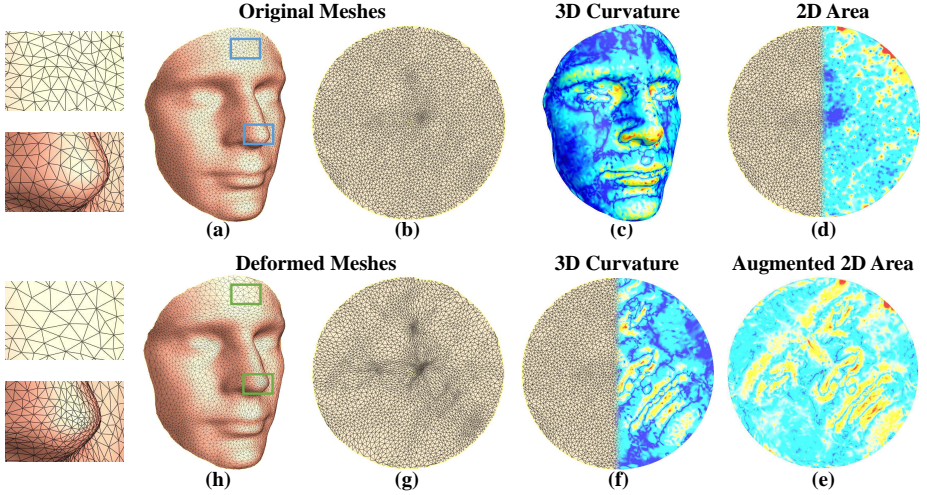 Original Meshes
3D Curvature
2D Area
(a)
(b)
(c)
(d)
Deformed Meshes
3D Curvature
Augmented 2D Area
(h)
(g)
(f)
(e)